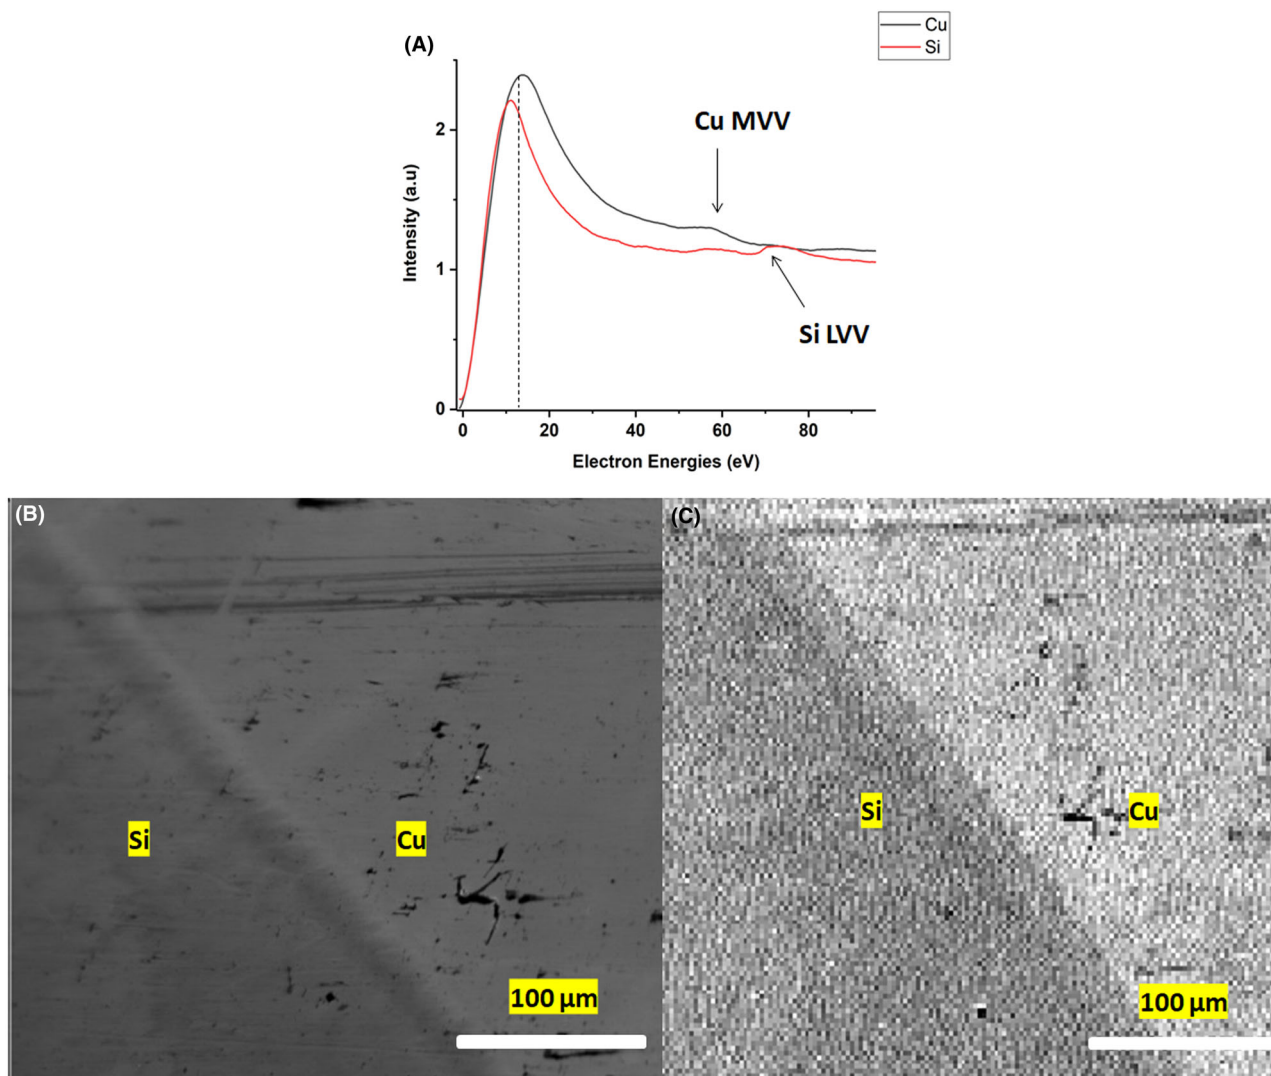 Cu
Si
(A)
2
1
0
Intensity (a.u)
Cu MVV
Si LVV
0 20 40 60 80
Electron Energies (eV)
(B)
Si
Cu
100 µm
(C)
Si
Cu
100 µm